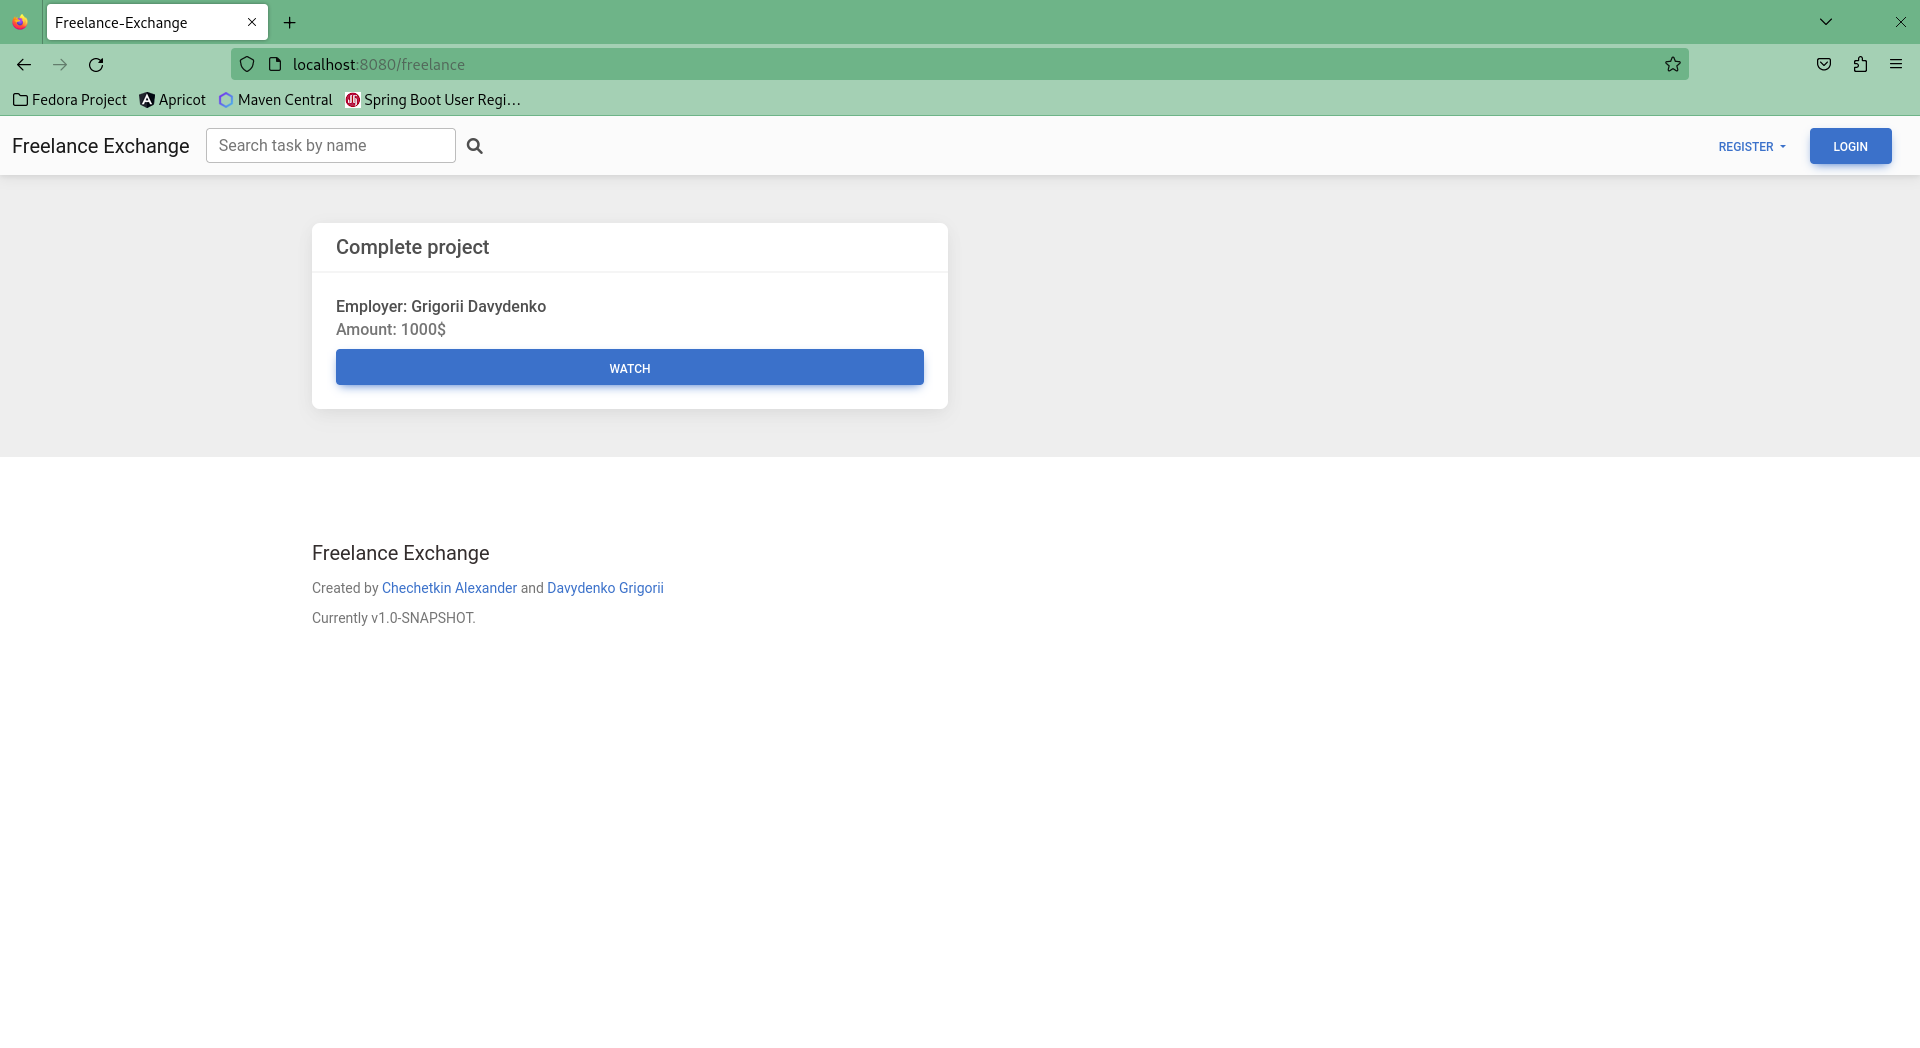 Freelance-Exchange
localhost:8080/freelance
Fedora Project Apricot Maven Central Spring Boot User Regi…
Freelance Exchange Search task by name REGISTER LOGIN
Complete project
Employer: Grigorii Davydenko
Amount: 1000$
WATCH
Freelance Exchange
Created by Chechetkin Alexander and Davydenko Grigorii
Currently v1.0-SNAPSHOT.